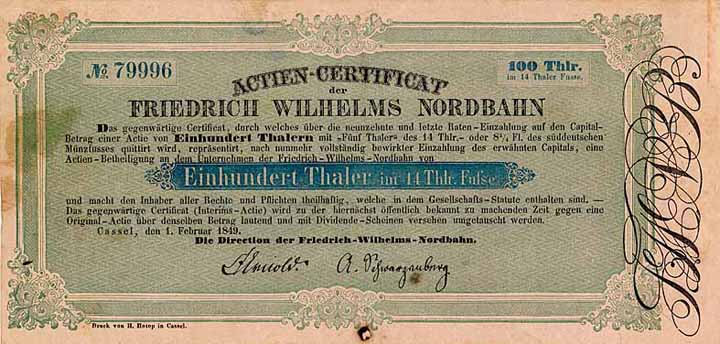 № 79996
100 Thlr.
im 14 Thaler Fusse.
ACTIEN-CERTIFICAT
der
FRIEDRICH WILHELMS NORDBAHN
Das gegenwärtige Certificat, durch welches über die neunzehnte und letzte Raten-Einzahlung auf den Capital-
Betrag einer Actie von Einhundert Thalern mit „Fünf Thaler“ des 14 Thlr.- oder 8¾ Fl. des süddeutschen
Münzfusses quittirt wird, repräsentirt, nach nunmehr vollständig bewirkter Einzahlung des erwähnten Capitals, eine
Actien-Betheiligung an dem Unternehmen der Friedrich-Wilhelms-Nordbahn von
Einhundert Thaler im 14 Thlr. Fuſse
und macht den Inhaber aller Rechte und Pflichten theilhaftig, welche in dem Gesellschafts-Statute enthalten sind. —
Das gegenwärtige Certificat (Interims-Actie) wird zu der hiernächst öffentlich bekannt zu machenden Zeit gegen eine
Original-Actie über denselben Betrag lautend und mit Dividende-Scheinen versehen umgetauscht werden.
Cassel, den 1. Februar 1849.
Die Direction der Friedrich-Wilhelms-Nordbahn.
A. Schwarzenberg
Druck von H. Hotop in Cassel.